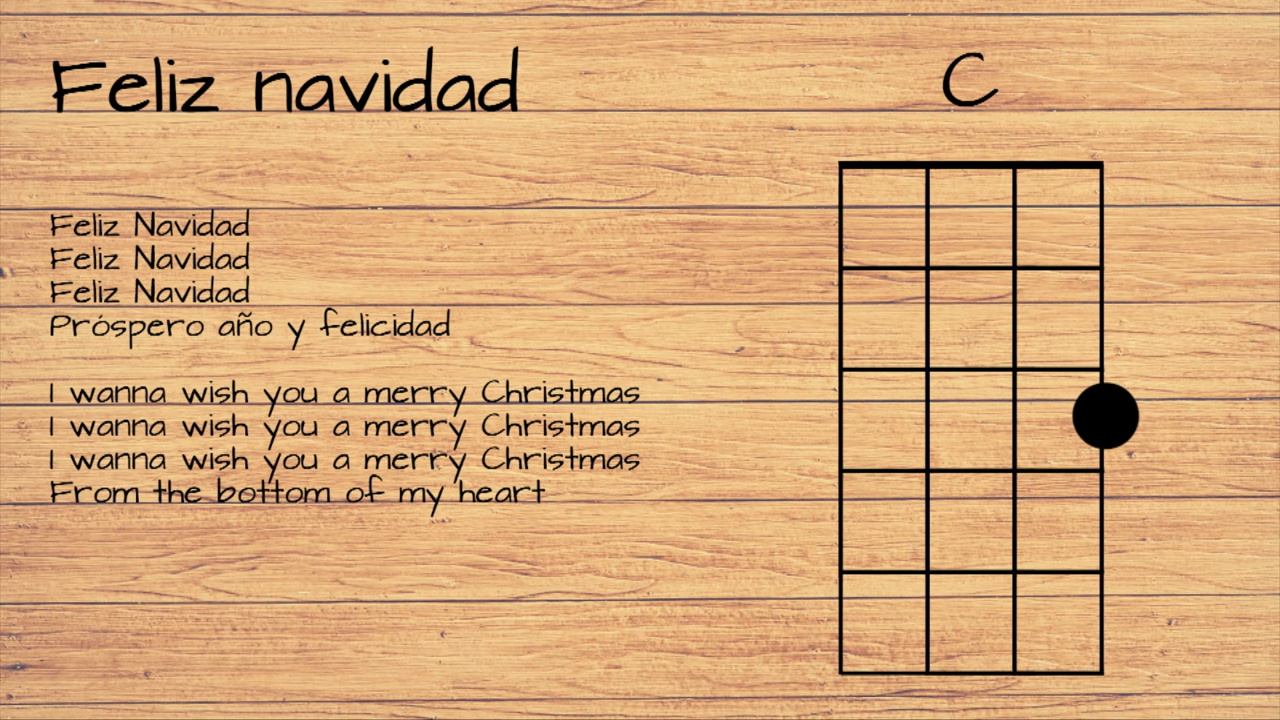 Feliz navidad
C
Feliz Navidad
Feliz Navidad
Feliz Navidad
Próspero año y felicidad
I wanna wish you a merry Christmas
I wanna wish you a merry Christmas
I wanna wish you a merry Christmas
From the bottom of my heart